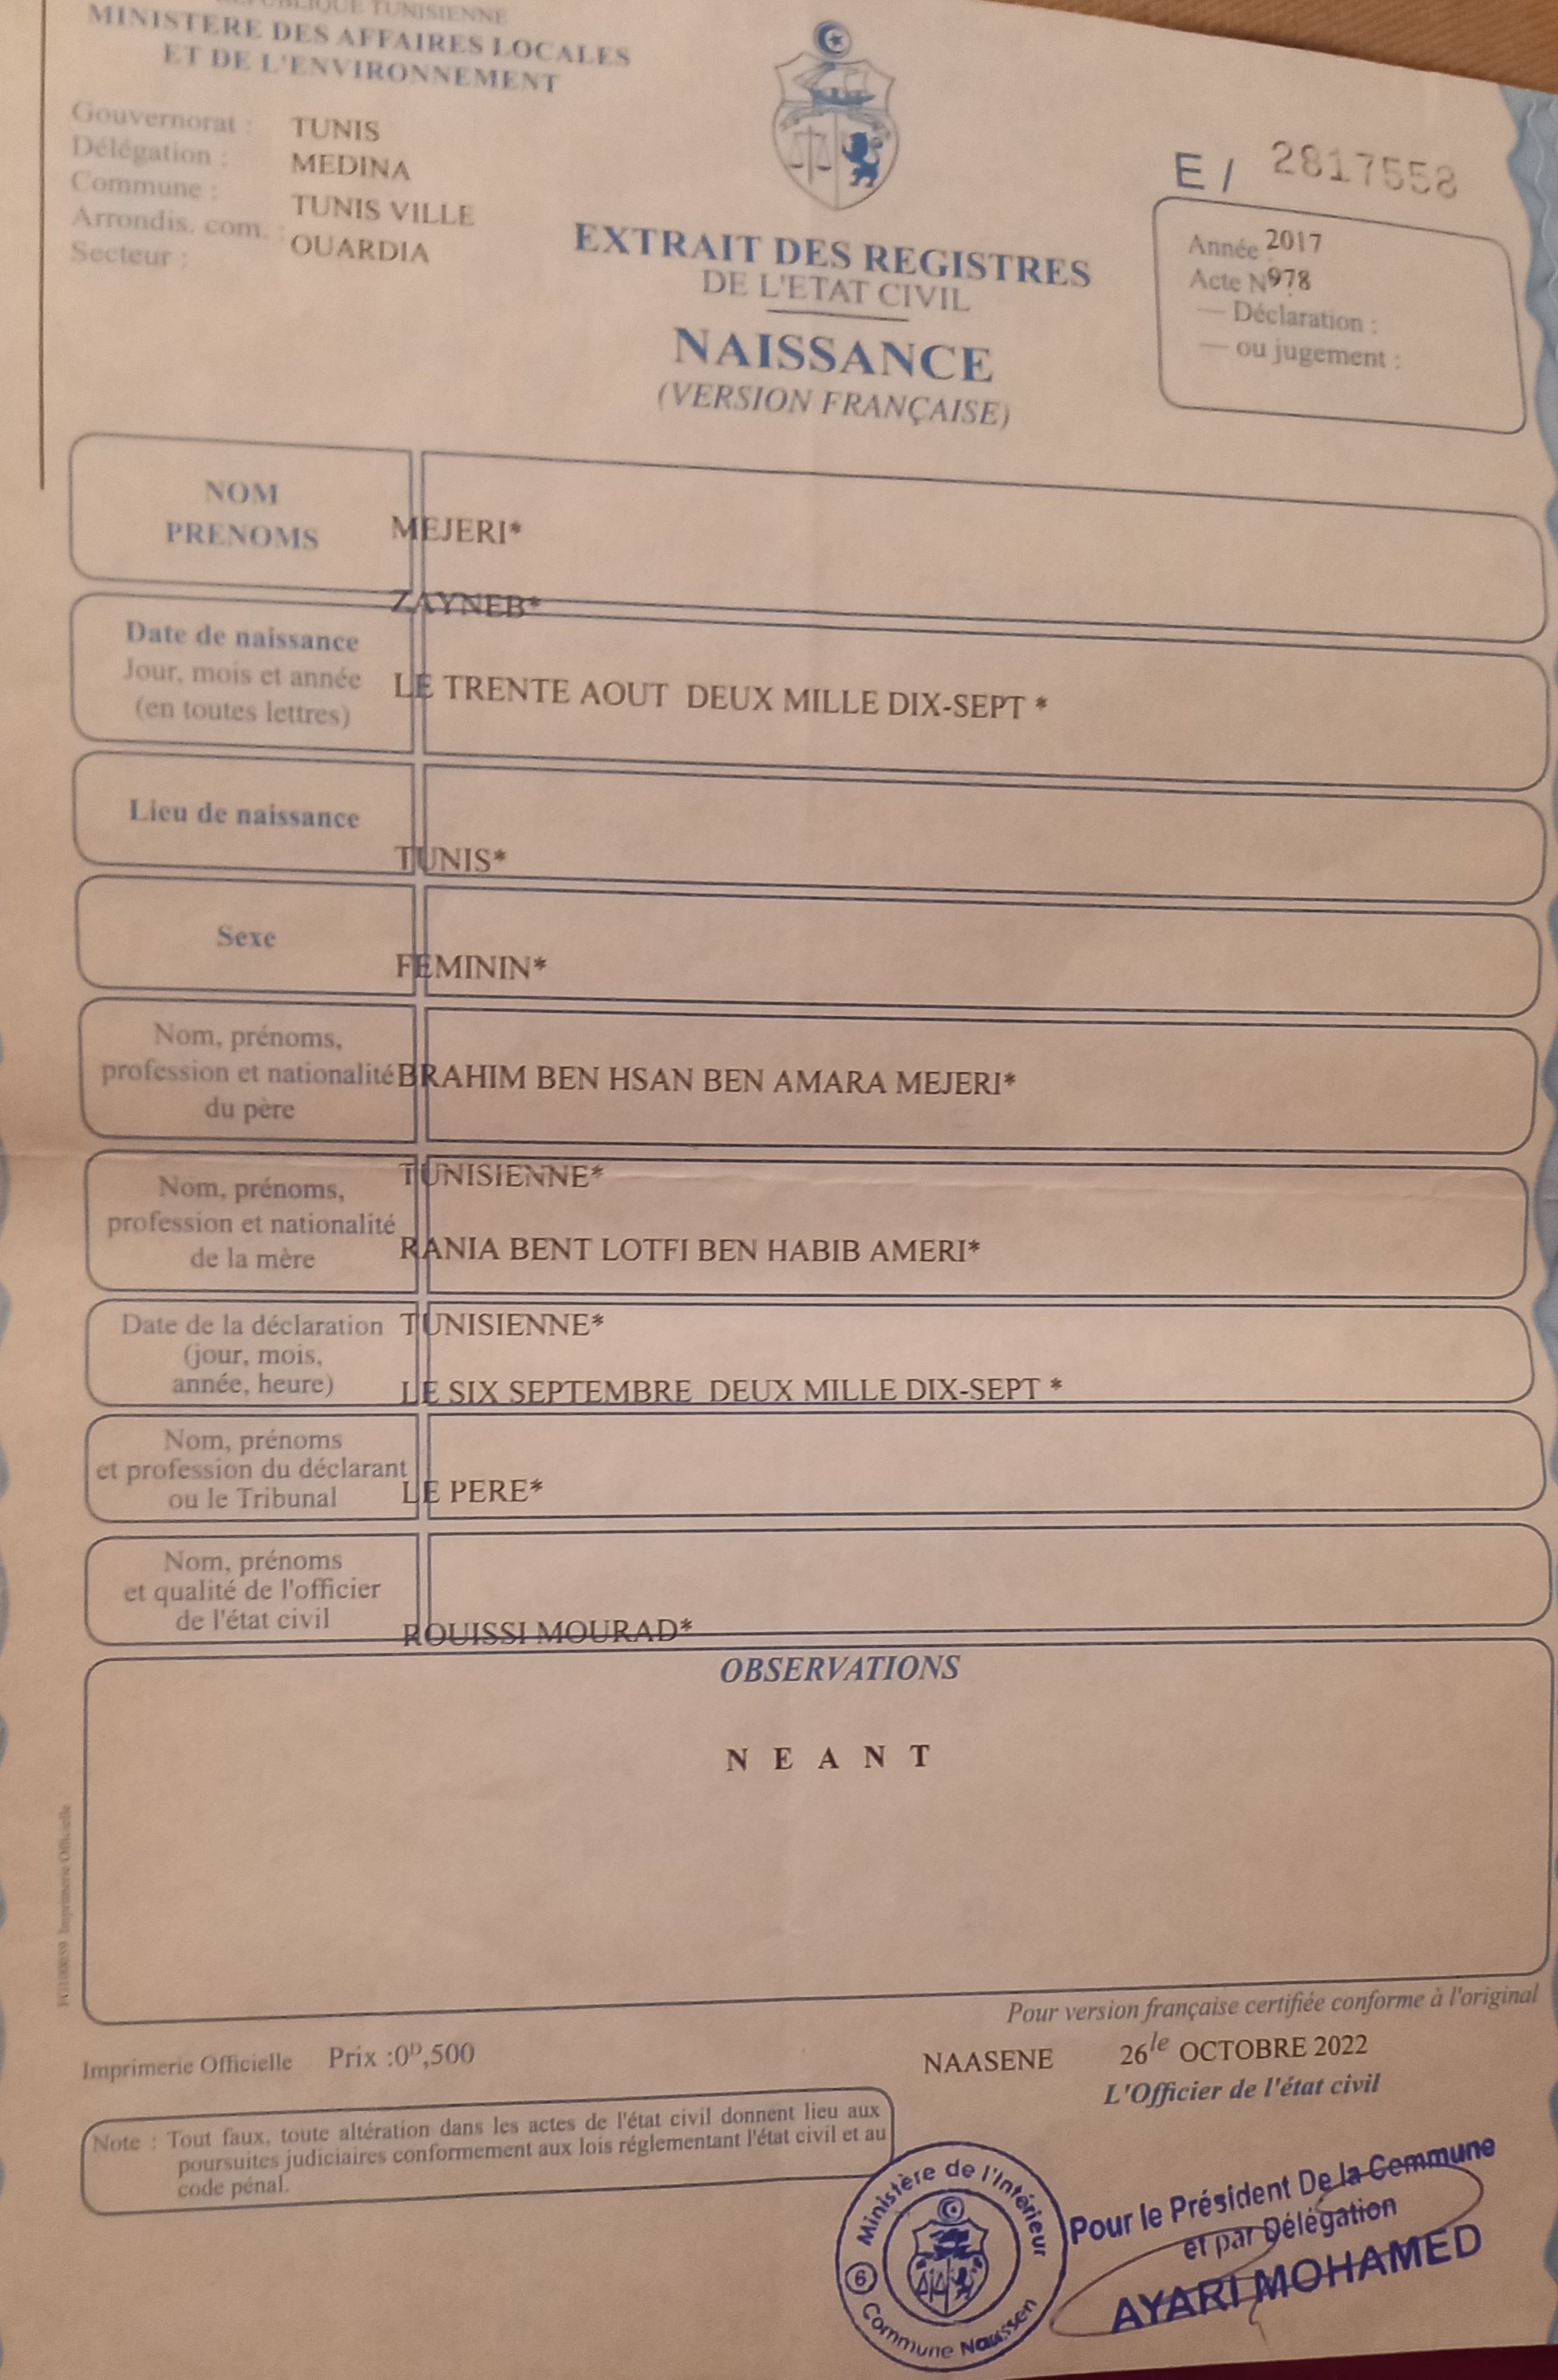 REPUBLIQUE TUNISIENNE
MINISTERE DES AFFAIRES LOCALES
ET DE L'ENVIRONNEMENT
Gouvernorat : TUNIS
Délégation : MEDINA
Commune : TUNIS VILLE
Arrondis. com. : OUARDIA
Secteur :
E / 2817558
Année : 2017
Acte N° 978
— Déclaration :
— ou jugement :
EXTRAIT DES REGISTRES
DE L'ETAT CIVIL
NAISSANCE
(VERSION FRANÇAISE)
NOM
PRENOMS
MEJERI*
ZAYNEB*
Date de naissance
Jour, mois et année
(en toutes lettres)
LE TRENTE AOUT DEUX MILLE DIX-SEPT *
Lieu de naissance
TUNIS*
Sexe
FEMININ*
Nom, prénoms,
profession et nationalité
du père
BRAHIM BEN HSAN BEN AMARA MEJERI*
TUNISIENNE*
Nom, prénoms,
profession et nationalité
de la mère
RANIA BENT LOTFI BEN HABIB AMERI*
TUNISIENNE*
Date de la déclaration
(jour, mois,
année, heure)
LE SIX SEPTEMBRE DEUX MILLE DIX-SEPT *
Nom, prénoms
et profession du déclarant
ou le Tribunal
LE PERE*
Nom, prénoms
et qualité de l'officier
de l'état civil
ROUISSI MOURAD*
OBSERVATIONS
N E A N T
Imprimerie Officielle
Pour version française certifiée conforme à l'original
Imprimerie Officielle Prix :0ᴰ,500
NAASENE 26 le OCTOBRE 2022
L'Officier de l'état civil
Note : Tout faux, toute altération dans les actes de l'état civil donnent lieu aux
poursuites judiciaires conformement aux lois réglementant l'état civil et au
code pénal.
Ministère de l'Intérieur
6 Commune Naassen
Pour le Président De la Commune
et par Délégation
AYARI MOHAMED